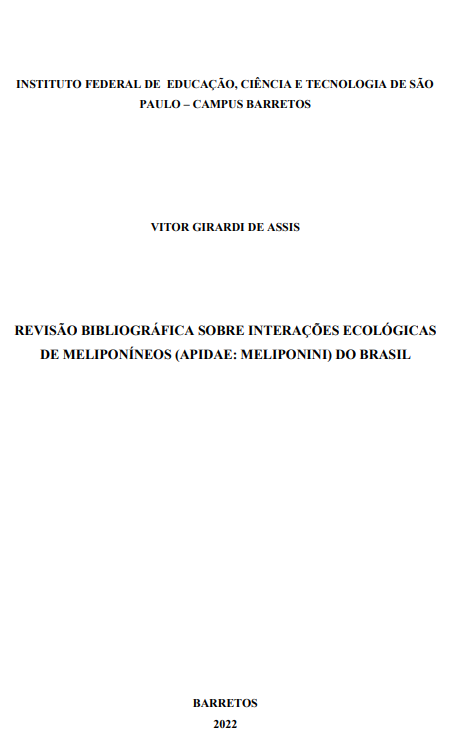 INSTITUTO FEDERAL DE EDUCAÇÃO, CIÊNCIA E TECNOLOGIA DE SÃO
PAULO – CAMPUS BARRETOS
VITOR GIRARDI DE ASSIS
REVISÃO BIBLIOGRÁFICA SOBRE INTERAÇÕES ECOLÓGICAS
DE MELIPONÍNEOS (APIDAE: MELIPONINI) DO BRASIL
BARRETOS
2022